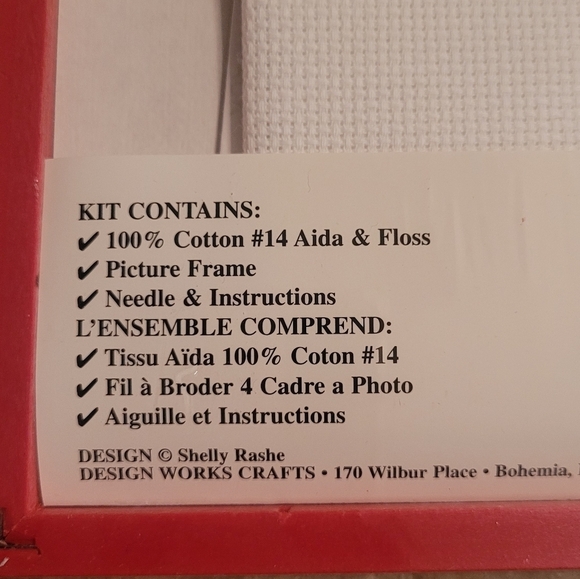 KIT CONTAINS:
✔ 100% Cotton #14 Aida & Floss
✔ Picture Frame
✔ Needle & Instructions
L'ENSEMBLE COMPREND:
✔ Tissu Aïda 100% Coton #14
✔ Fil à Broder 4 Cadre a Photo
✔ Aiguille et Instructions
DESIGN © Shelly Rashe
DESIGN WORKS CRAFTS • 170 Wilbur Place • Bohemia,